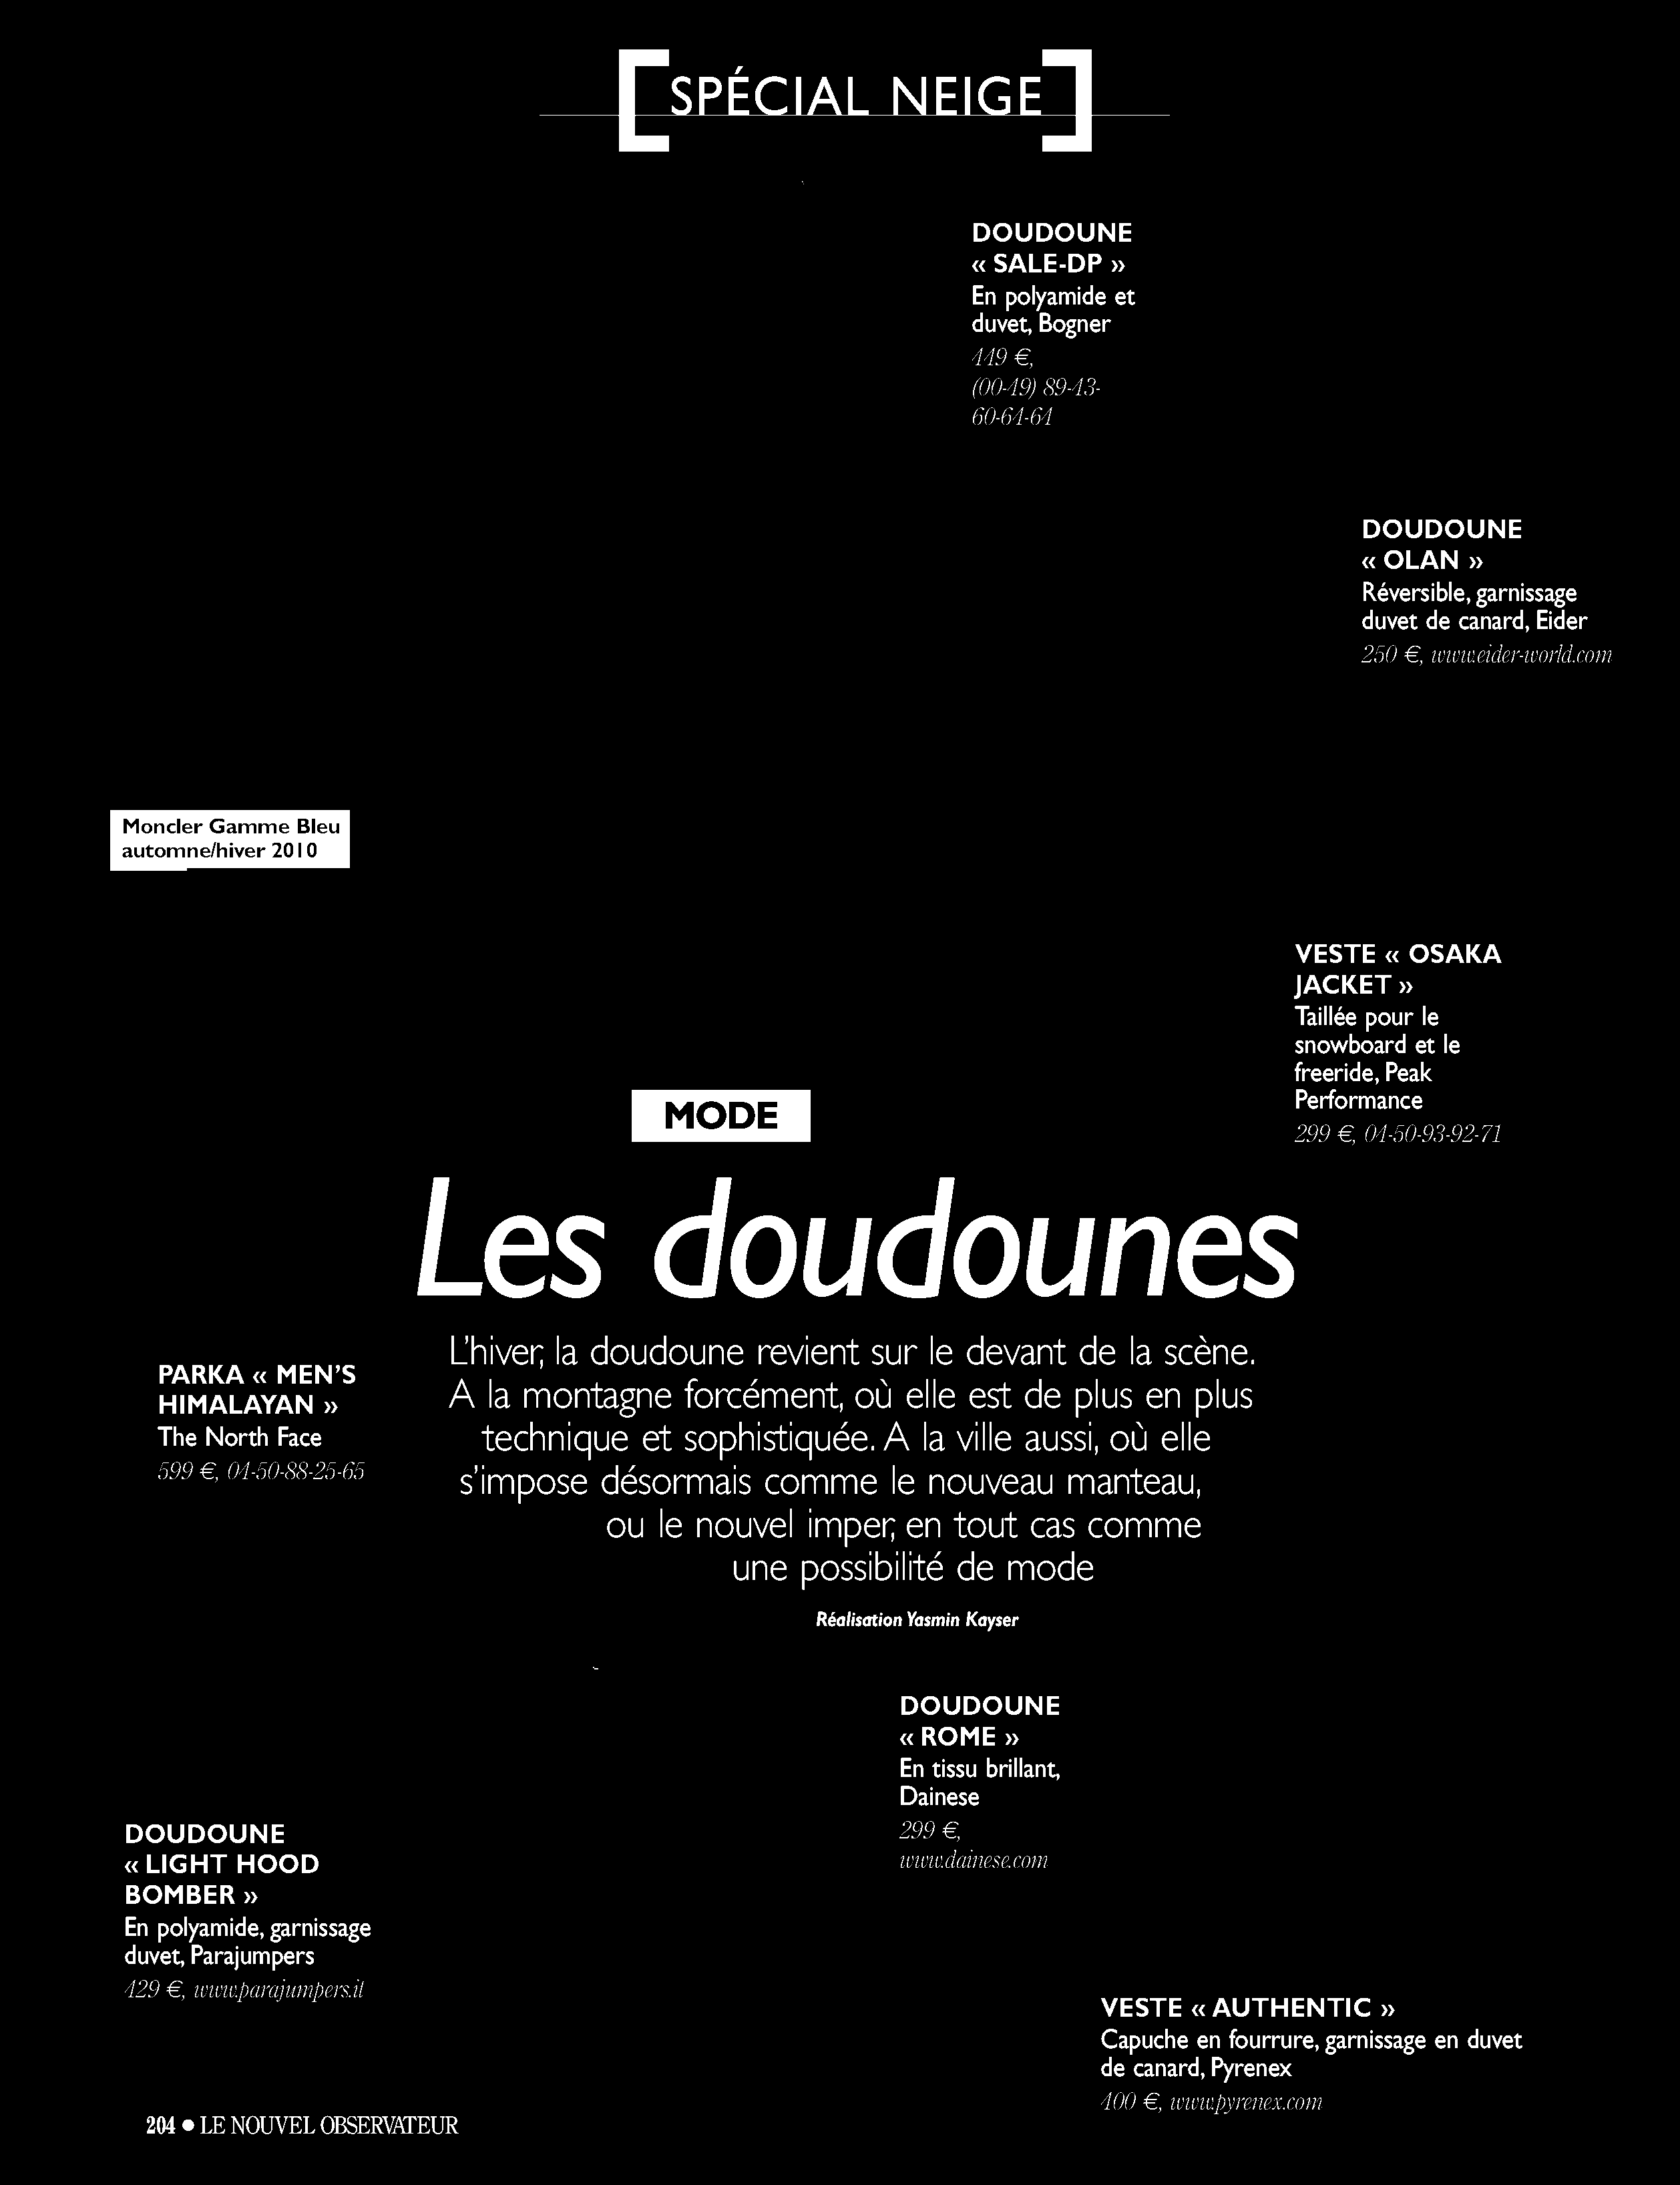 [SPÉCIAL NEIGE]
DOUDOUNE
« SALE-DP »
En polyamide et
duvet, Bogner
449 €,
(00-49) 89-43-
60-64-64
DOUDOUNE
« OLAN »
Réversible, garnissage
duvet de canard, Eider
250 €, www.eider-world.com
Moncler Gamme Bleu
automne/hiver 2010
VESTE « OSAKA
JACKET »
Taillée pour le
snowboard et le
freeride, Peak
Performance
299 €, 04-50-93-92-71
MODE
Les doudounes
L'hiver, la doudoune revient sur le devant de la scène.
A la montagne forcément, où elle est de plus en plus
technique et sophistiquée. A la ville aussi, où elle
s'impose désormais comme le nouveau manteau,
ou le nouvel imper, en tout cas comme
une possibilité de mode
Réalisation Yasmin Kayser
PARKA « MEN'S
HIMALAYAN »
The North Face
599 €, 04-50-88-25-65
DOUDOUNE
« ROME »
En tissu brillant,
Dainese
299 €,
www.dainese.com
DOUDOUNE
« LIGHT HOOD
BOMBER »
En polyamide, garnissage
duvet, Parajumpers
429 €, www.parajumpers.it
VESTE « AUTHENTIC »
Capuche en fourrure, garnissage en duvet
de canard, Pyrenex
400 €, www.pyrenex.com
204 • LE NOUVEL OBSERVATEUR